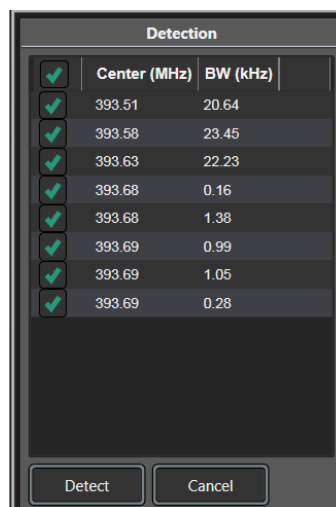 Detection
Center (MHz) BW (kHz)
393.51 20.64
393.58 23.45
393.63 22.23
393.68 0.16
393.68 1.38
393.69 0.99
393.69 1.05
393.69 0.28
Detect Cancel